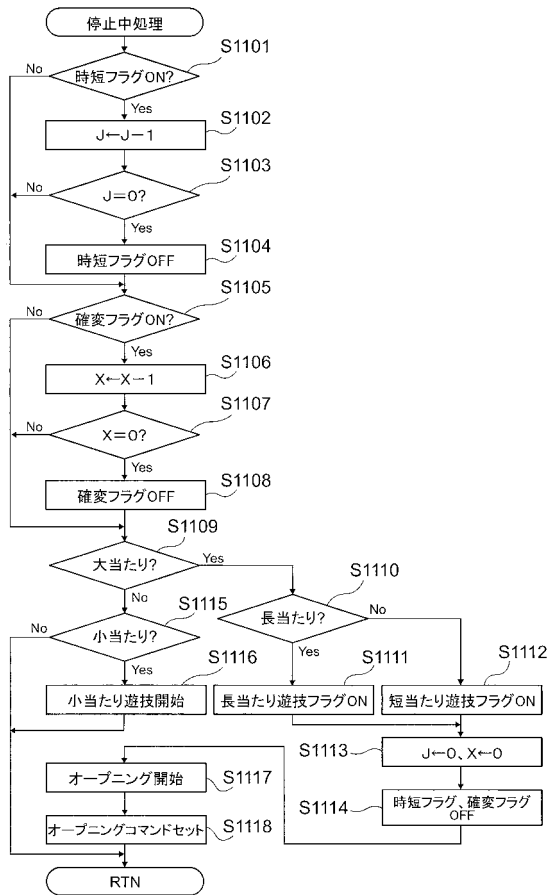 停止中処理
S1101
時短フラグON?
No
Yes
S1102
J←J－1
S1103
J＝0?
No
Yes
S1104
時短フラグOFF
S1105
確変フラグON?
No
Yes
S1106
X←X－1
S1107
X＝0?
No
Yes
S1108
確変フラグOFF
S1109
大当たり?
Yes
No
S1110
長当たり?
No
Yes
S1115
小当たり?
No
Yes
S1116
小当たり遊技開始
S1111
長当たり遊技フラグON
S1112
短当たり遊技フラグON
S1113
J←0、X←0
S1114
時短フラグ、確変フラグ
OFF
S1117
オープニング開始
S1118
オープニングコマンドセット
RTN